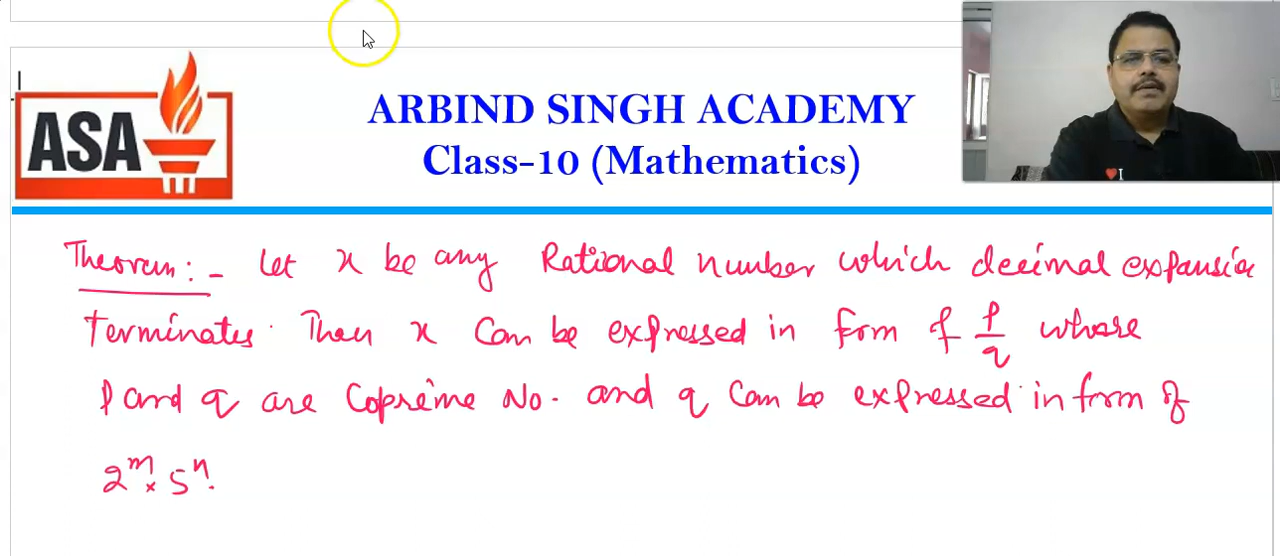 ASA
ARBIND SINGH ACADEMY
Class-10 (Mathematics)
I
Theorem:- Let x be any Rational number which decimal expansion
Terminates. Then x can be expressed in form of p/q where
p and q are coprime No. and q can be expressed in form of
2^m × 5^n.